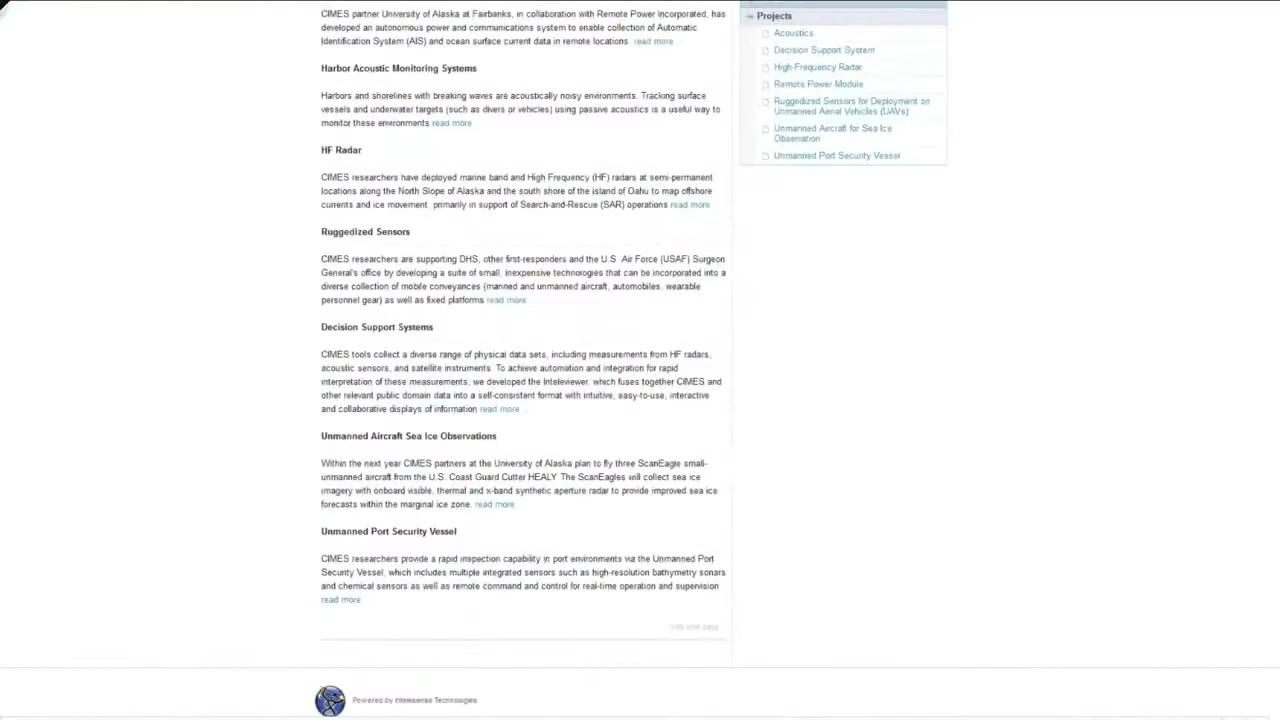 CIMES partner University of Alaska at Fairbanks, in collaboration with Remote Power Incorporated, has
developed an autonomous power and communications system to enable collection of Automatic
Identification System (AIS) and ocean surface current data in remote locations. read more
Harbor Acoustic Monitoring Systems
Harbors and shorelines with breaking waves are acoustically noisy environments. Tracking surface
vessels and underwater targets (such as divers or vehicles) using passive acoustics is a useful way to
monitor these environments read more
HF Radar
CIMES researchers have deployed marine band and High Frequency (HF) radars at semi-permanent
locations along the North Slope of Alaska and the south shore of the island of Oahu to map offshore
currents and ice movement, primarily in support of Search-and-Rescue (SAR) operations read more
Ruggedized Sensors
CIMES researchers are supporting DHS, other first-responders and the U.S. Air Force (USAF) Surgeon
General's office by developing a suite of small, inexpensive technologies that can be incorporated into a
diverse collection of mobile conveyances (manned and unmanned aircraft, automobiles, wearable
personnel gear) as well as fixed platforms read more
Decision Support Systems
CIMES tools collect a diverse range of physical data sets, including measurements from HF radars,
acoustic sensors, and satellite instruments. To achieve automation and integration for rapid
interpretation of these measurements, we developed the Inteleviewer, which fuses together CIMES and
other relevant public domain data into a self-consistent format with intuitive, easy-to-use, interactive
and collaborative displays of information read more .
Unmanned Aircraft Sea Ice Observations
Within the next year CIMES partners at the University of Alaska plan to fly three ScanEagle small-
unmanned aircraft from the U.S. Coast Guard Cutter HEALY. The ScanEagles will collect sea ice
imagery with onboard visible, thermal and x-band synthetic aperture radar to provide improved sea ice
forecasts within the marginal ice zone. read more
Unmanned Port Security Vessel
CIMES researchers provide a rapid inspection capability in port environments via the Unmanned Port
Security Vessel, which includes multiple integrated sensors such as high-resolution bathymetry sonars
and chemical sensors as well as remote command and control for real-time operation and supervision
read more
Projects
Acoustics
Decision Support System
High-Frequency Radar
Remote Power Module
Ruggedized Sensors for Deployment on
Unmanned Aerial Vehicles (UAVs)
Unmanned Aircraft for Sea Ice
Observation
Unmanned Port Security Vessel
Powered by Intelesense Technologies